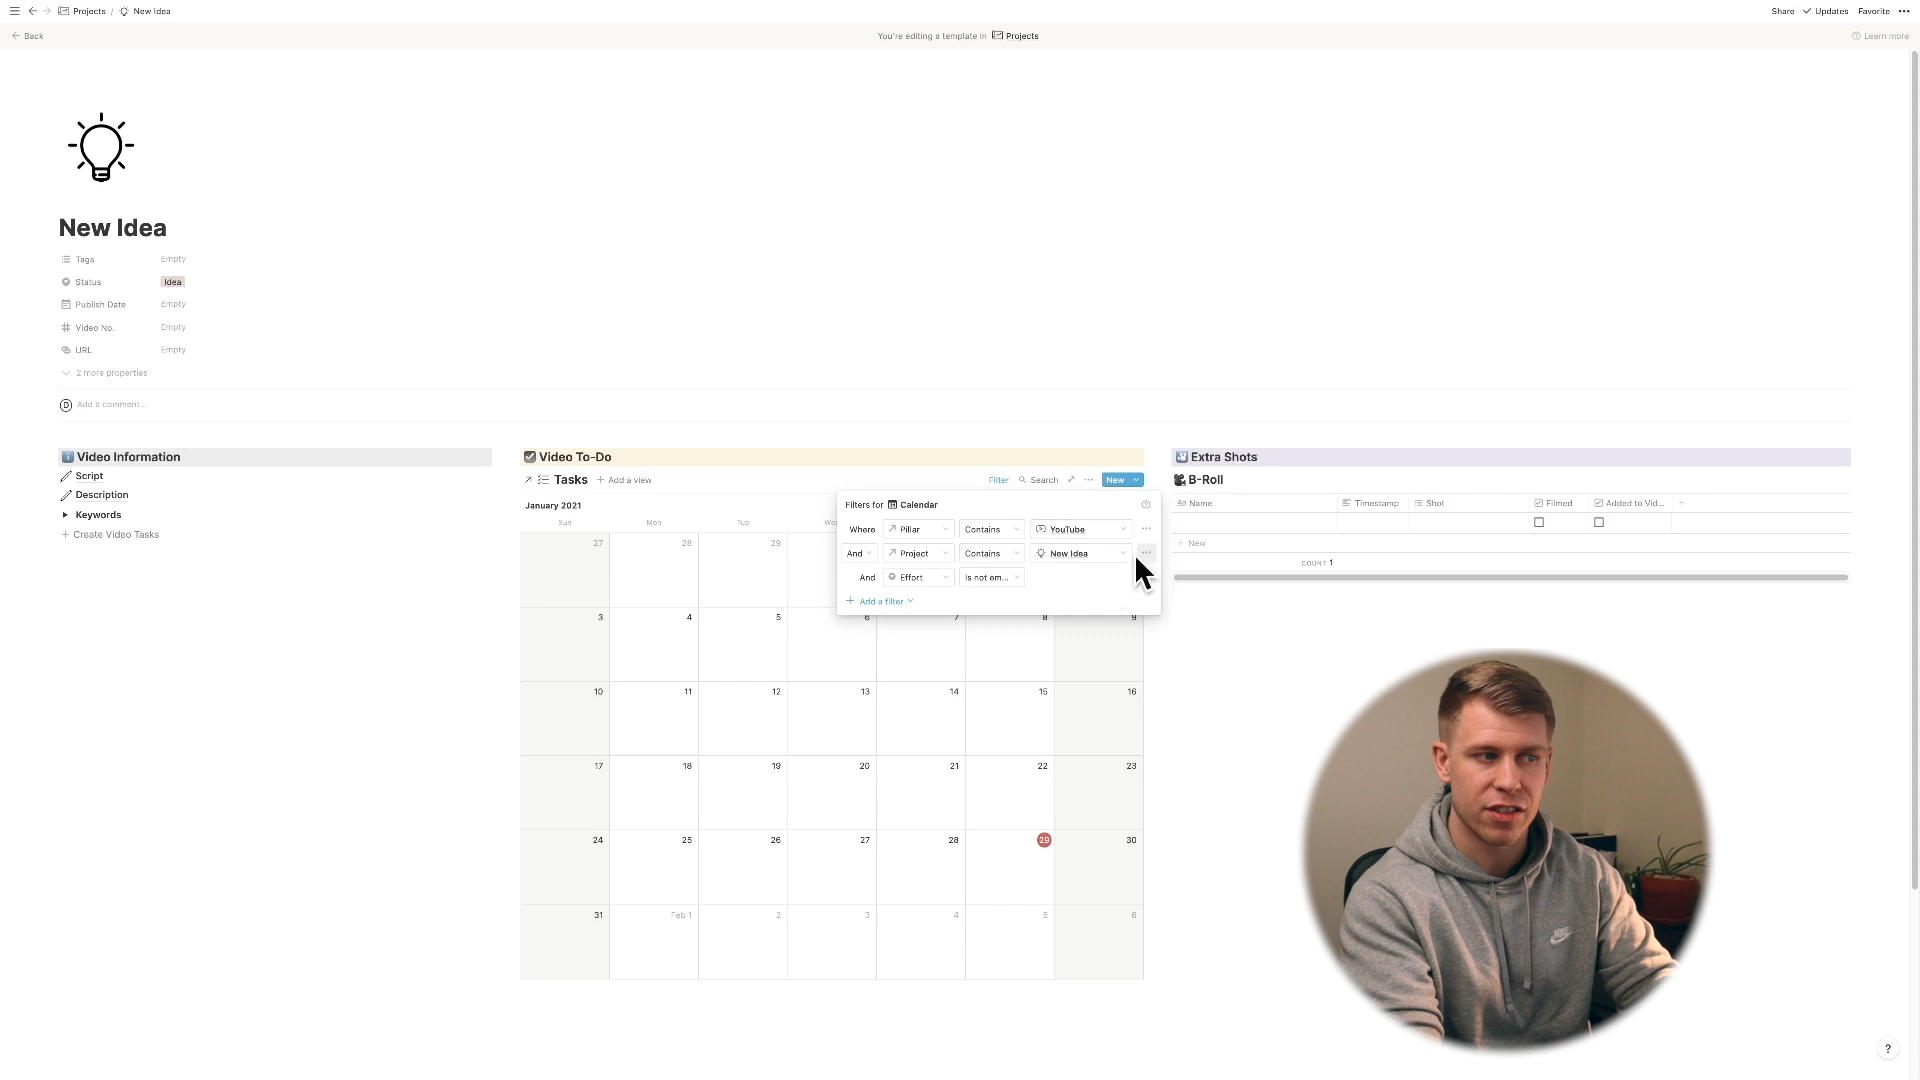 Projects / New Idea
Share Updates Favorite
Back
You're editing a template in Projects
Learn more
New Idea
Tags Empty
Status Idea
Publish Date Empty
Video No. Empty
URL Empty
2 more properties
D Add a comment...
Video Information
Script
Description
Keywords
+ Create Video Tasks
Video To-Do
Tasks + Add a view Filter Search New
January 2021
Sun Mon Tue
Filters for Calendar
Where Pillar Contains YouTube
And Project Contains New Idea
And Effort Is not em...
+ Add a filter
27 28 29
3 4 5 6 7 8 9
10 11 12 13 14 15 16
17 18 19 20 21 22 23
24 25 26 27 28 29 30
31 Feb 1 2 3 4 5 6
Extra Shots
B-Roll
Aa Name Timestamp Shot Filmed Added to Vid... +
+ New
COUNT 1
NIKE
?